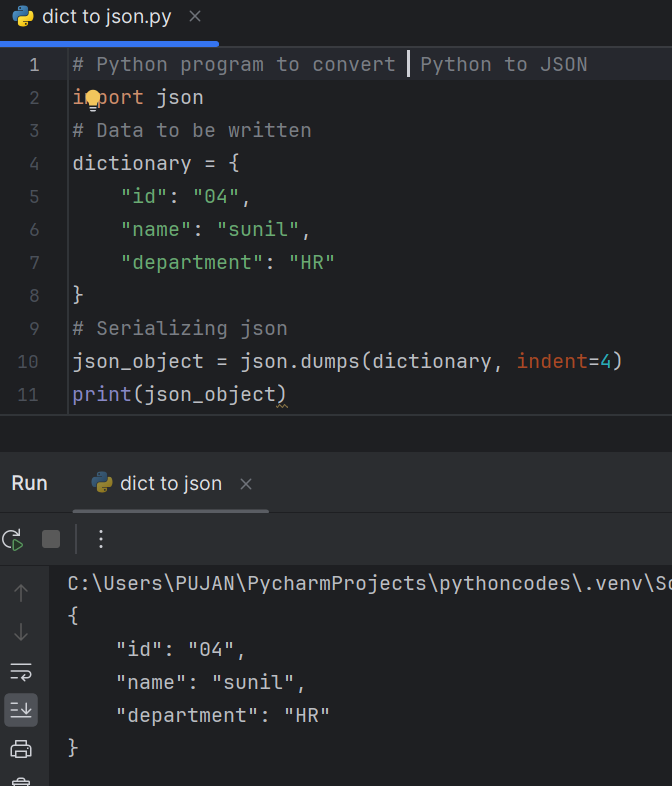 dict to json.py
1 # Python program to convert Python to JSON
2 import json
3 # Data to be written
4 dictionary = {
5 "id": "04",
6 "name": "sunil",
7 "department": "HR"
8 }
9 # Serializing json
10 json_object = json.dumps(dictionary, indent=4)
11 print(json_object)
Run dict to json
C:\Users\PUJAN\PycharmProjects\pythoncodes\.venv\Sc
{
"id": "04",
"name": "sunil",
"department": "HR"
}